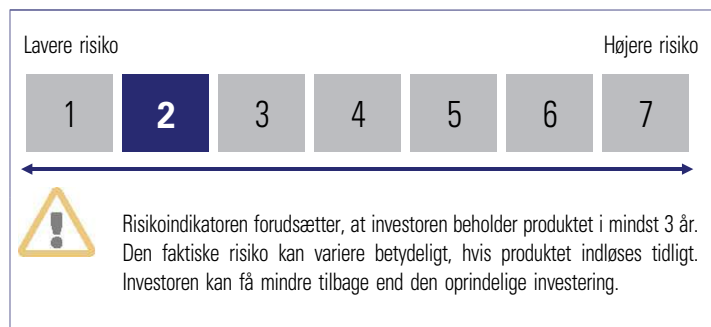 Lavere risiko Højere risiko
1 2 3 4 5 6 7
Risikoindikatoren forudsætter, at investoren beholder produktet i mindst 3 år.
Den faktiske risiko kan variere betydeligt, hvis produktet indløses tidligt.
Investoren kan få mindre tilbage end den oprindelige investering.